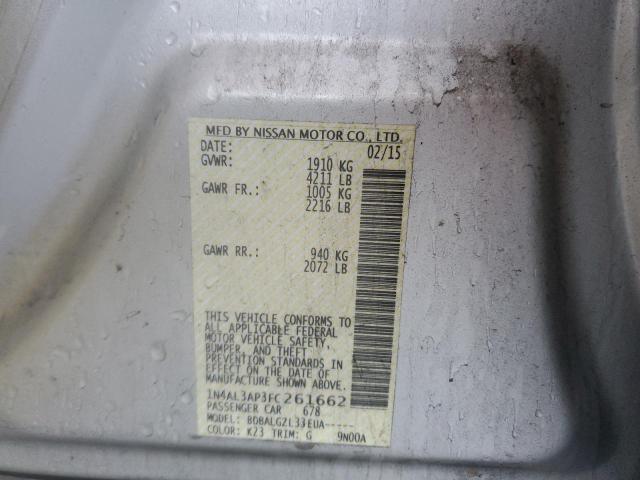 MFD BY NISSAN MOTOR CO., LTD.
DATE: 02/15
GVWR: 1910 KG
4211 LB
GAWR FR.: 1005 KG
2216 LB
GAWR RR.: 940 KG
2072 LB
THIS VEHICLE CONFORMS TO
ALL APPLICABLE FEDERAL
MOTOR VEHICLE SAFETY,
BUMPER, AND THEFT
PREVENTION STANDARDS IN
EFFECT ON THE DATE OF
MANUFACTURE SHOWN ABOVE.
1N4AL3AP3FC261662
PASSENGER CAR 678
MODEL: BDBALGZL33EUA-----
COLOR: K23 TRIM: G 9N00A